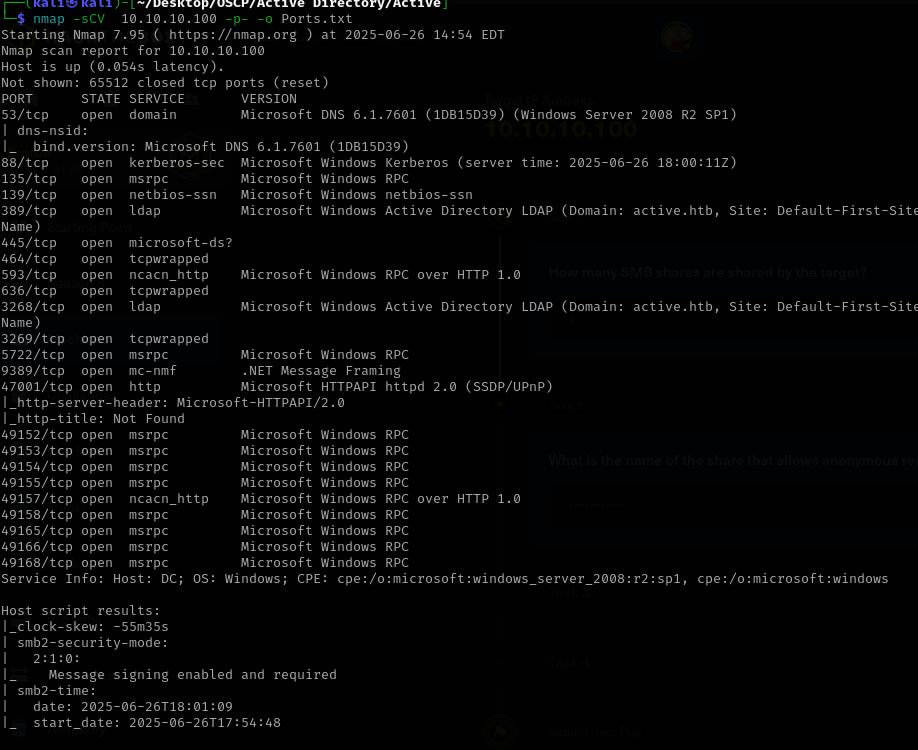 ┌──(kali㉿kali)-[~/Desktop/OSCP/Active Directory/Active]
└─$ nmap -sCV  10.10.10.100 -p- -o Ports.txt
Starting Nmap 7.95 ( https://nmap.org ) at 2025-06-26 14:54 EDT
Nmap scan report for 10.10.10.100
Host is up (0.054s latency).
Not shown: 65512 closed tcp ports (reset)
PORT      STATE SERVICE       VERSION
53/tcp    open  domain        Microsoft DNS 6.1.7601 (1DB15D39) (Windows Server 2008 R2 SP1)
| dns-nsid:
|_  bind.version: Microsoft DNS 6.1.7601 (1DB15D39)
88/tcp    open  kerberos-sec  Microsoft Windows Kerberos (server time: 2025-06-26 18:00:11Z)
135/tcp   open  msrpc         Microsoft Windows RPC
139/tcp   open  netbios-ssn   Microsoft Windows netbios-ssn
389/tcp   open  ldap          Microsoft Windows Active Directory LDAP (Domain: active.htb, Site: Default-First-Site
Name)
445/tcp   open  microsoft-ds?
464/tcp   open  tcpwrapped
593/tcp   open  ncacn_http    Microsoft Windows RPC over HTTP 1.0
636/tcp   open  tcpwrapped
3268/tcp  open  ldap          Microsoft Windows Active Directory LDAP (Domain: active.htb, Site: Default-First-Site
Name)
3269/tcp  open  tcpwrapped
5722/tcp  open  msrpc         Microsoft Windows RPC
9389/tcp  open  mc-nmf        .NET Message Framing
47001/tcp open  http          Microsoft HTTPAPI httpd 2.0 (SSDP/UPnP)
|_http-server-header: Microsoft-HTTPAPI/2.0
|_http-title: Not Found
49152/tcp open  msrpc         Microsoft Windows RPC
49153/tcp open  msrpc         Microsoft Windows RPC
49154/tcp open  msrpc         Microsoft Windows RPC
49155/tcp open  msrpc         Microsoft Windows RPC
49157/tcp open  ncacn_http    Microsoft Windows RPC over HTTP 1.0
49158/tcp open  msrpc         Microsoft Windows RPC
49165/tcp open  msrpc         Microsoft Windows RPC
49166/tcp open  msrpc         Microsoft Windows RPC
49168/tcp open  msrpc         Microsoft Windows RPC
Service Info: Host: DC; OS: Windows; CPE: cpe:/o:microsoft:windows_server_2008:r2:sp1, cpe:/o:microsoft:windows

Host script results:
|_clock-skew: -55m35s
| smb2-security-mode:
|   2:1:0:
|_    Message signing enabled and required
| smb2-time:
|   date: 2025-06-26T18:01:09
|_  start_date: 2025-06-26T17:54:48
Target IP Address
10.10.10.100
Starting Point
How many SMB shares are shared by the target?
What is the name of the share that allows anonymous